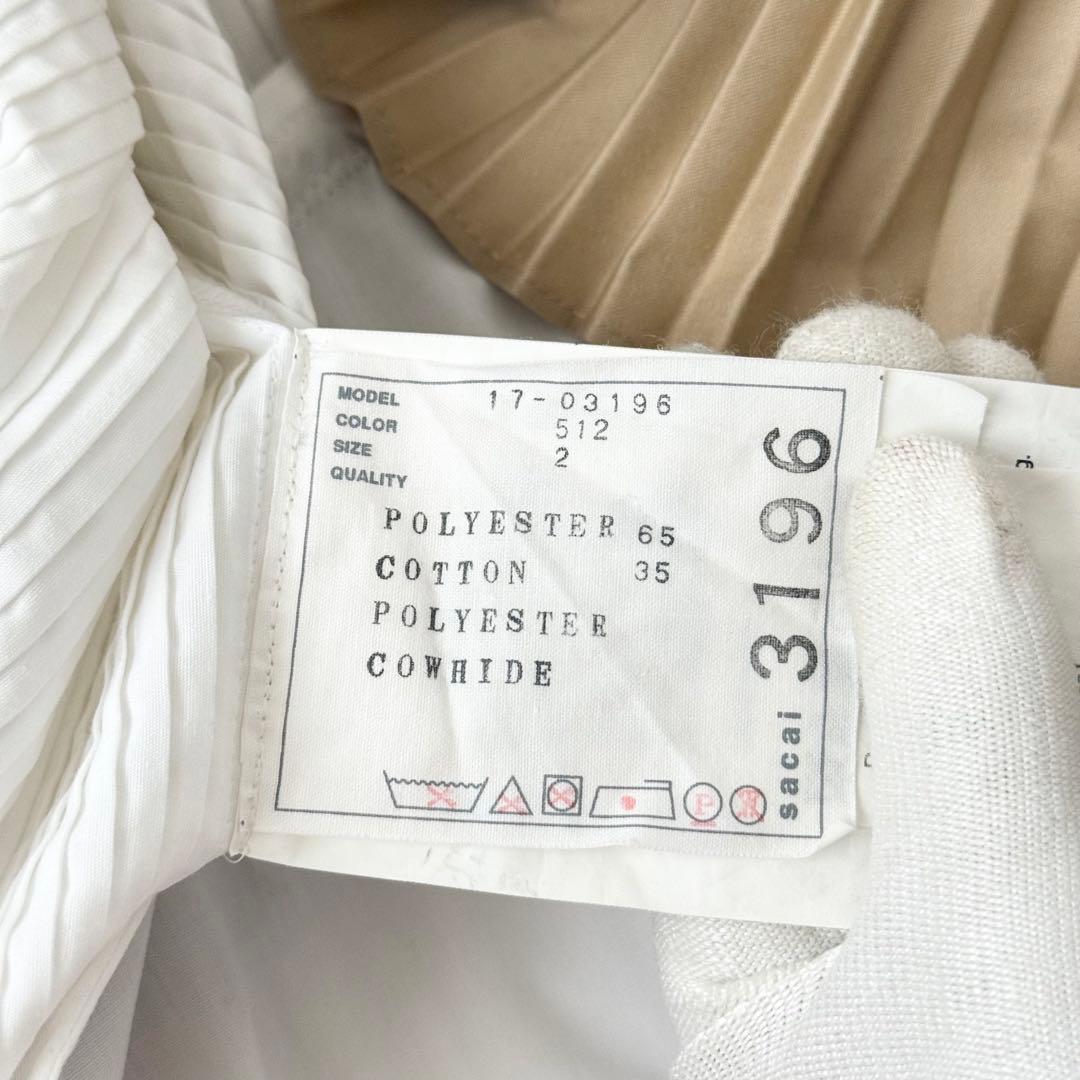 MODEL 17-03196
COLOR 512
SIZE 2
QUALITY
POLYESTER 65
COTTON 35
POLYESTER
COWHIDE
P
sacai 3196
g.